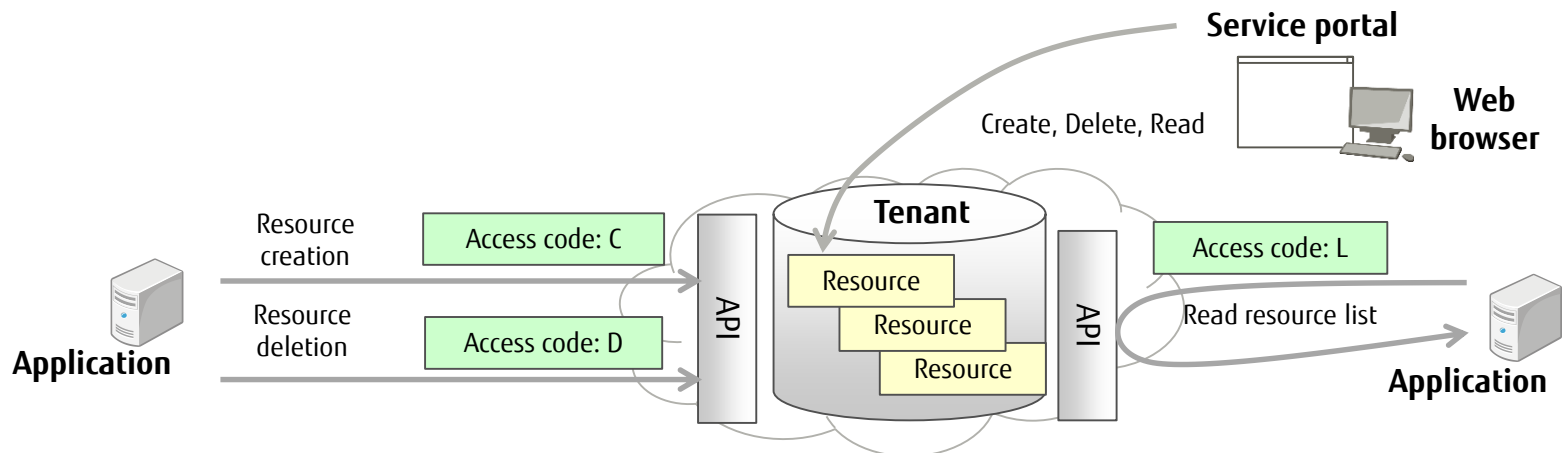 Service portal
Web
browser
Create, Delete, Read
Tenant
Resource
creation
Access code: C
Access code: L
Resource
API
API
Resource
deletion
Resource
Read resource list
Access code: D
Resource
Application
Application